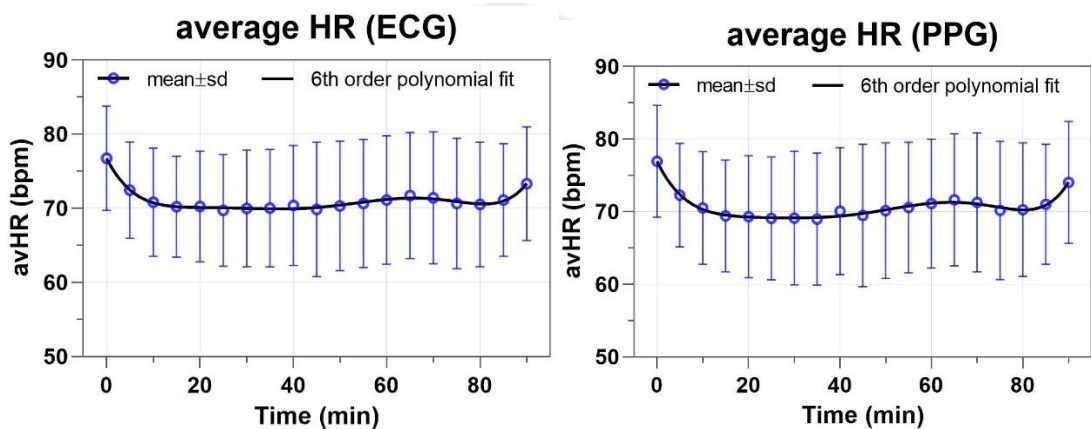 average HR (ECG)
90
mean±sd
6th order polynomial fit
80
70
60
50
avHR (bpm)
0
20
40
60
80
Time (min)
average HR (PPG)
90
mean±sd
6th order polynomial fit
80
70
60
50
avHR (bpm)
0
20
40
60
80
Time (min)